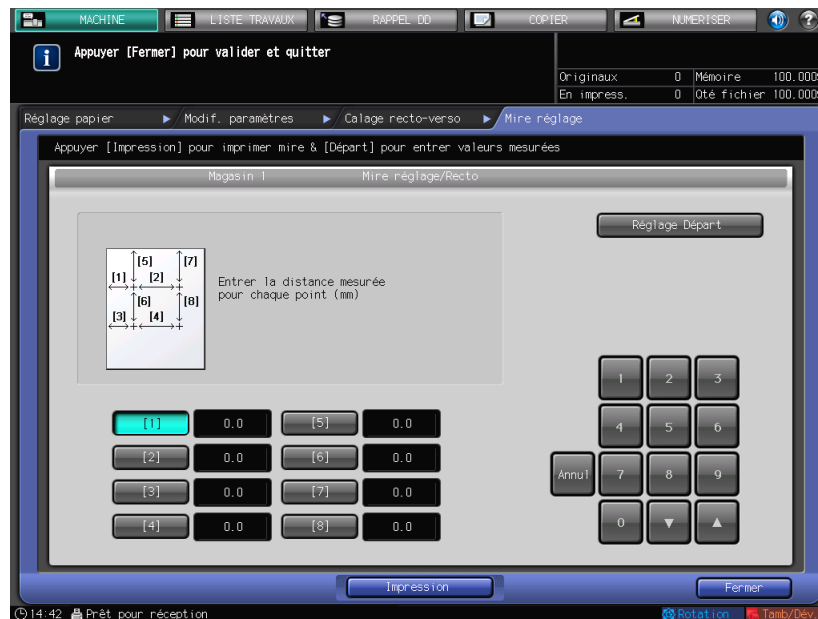 MACHINE LISTE TRAVAUX RAPPEL DD COPIER NUMERISER
Appuyer [Fermer] pour valider et quitter
Originaux 0 Mémoire 100.000
En impress. 0 Qté fichier 100.000
Réglage papier Modif. paramètres Calage recto-verso Mire réglage
Appuyer [Impression] pour imprimer mire & [Départ] pour entrer valeurs mesurées
Magasin 1 Mire réglage/Recto
Réglage Départ
[5] [7]
[1] [2]
[6] [8]
[3] [4]
Entrer la distance mesurée
pour chaque point (mm)
1 2 3
[1] 0.0 [5] 0.0
4 5 6
[2] 0.0 [6] 0.0
Annul 7 8 9
[3] 0.0 [7] 0.0
[4] 0.0 [8] 0.0
0 ▼ ▲
Impression Fermer
14:42 Prêt pour réception Rotation Tamb/Dév.